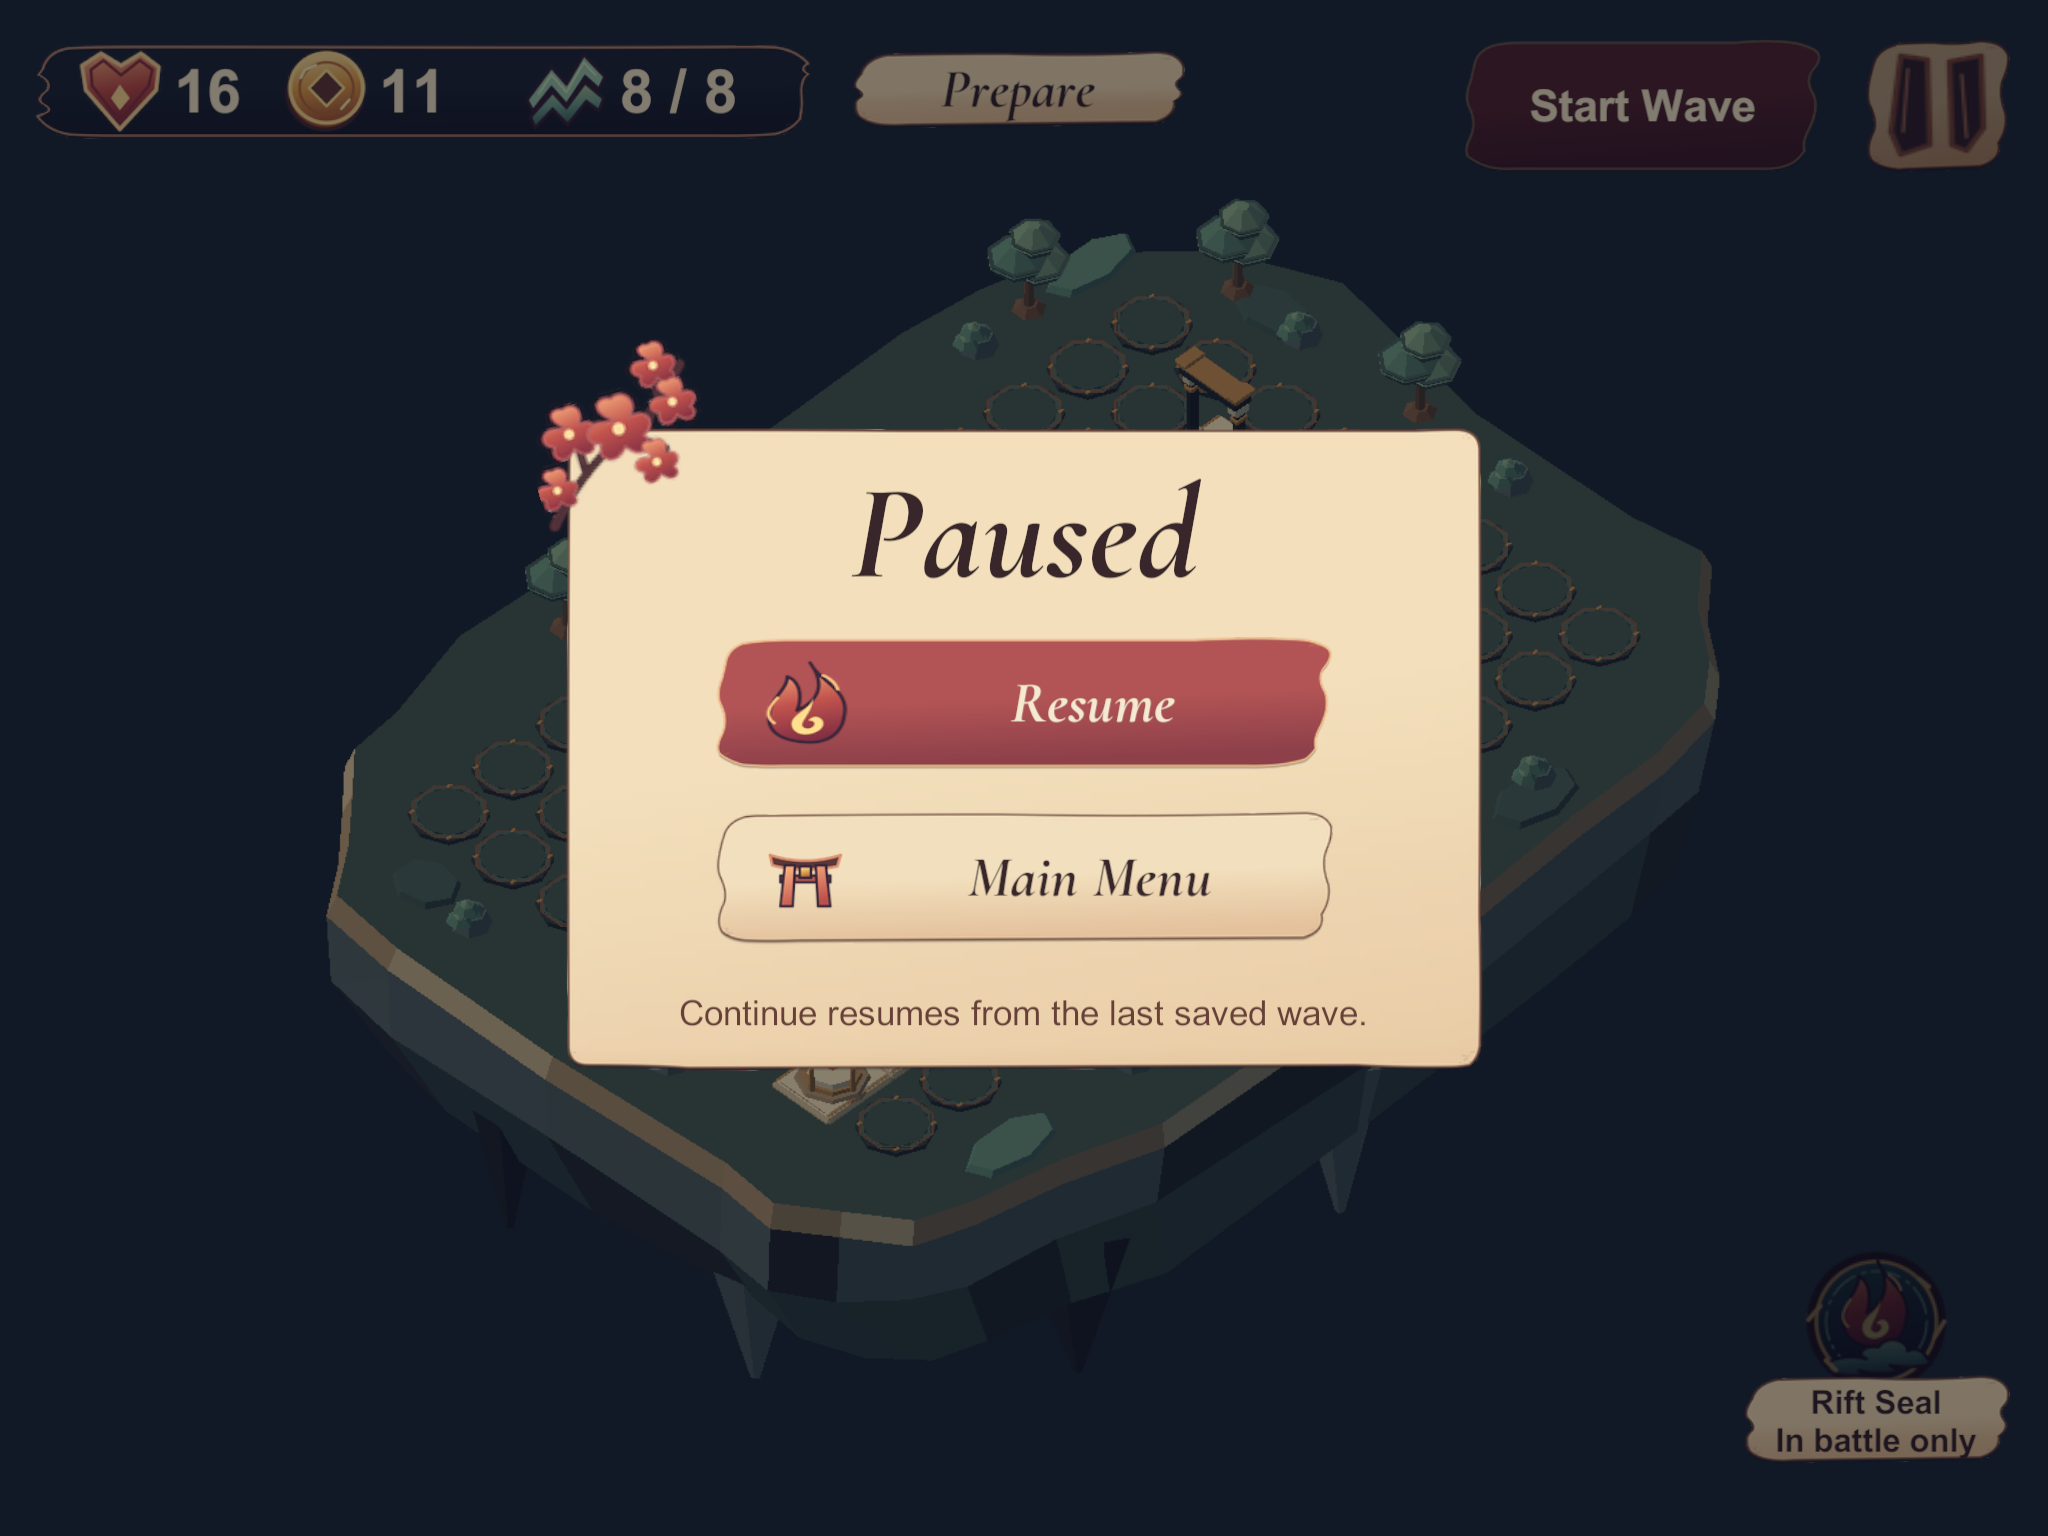 16
11
8 / 8
Prepare
Start Wave
Paused
Resume
Main Menu
Continue resumes from the last saved wave.
Rift Seal
In battle only